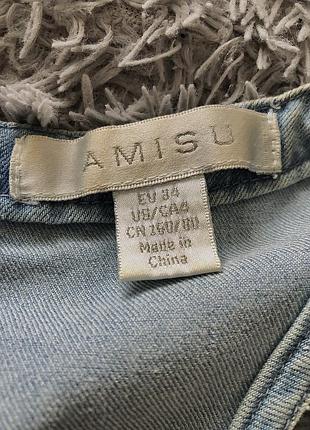 AMISU
EU 34
US/CA4
CN 160/80
Made in
China